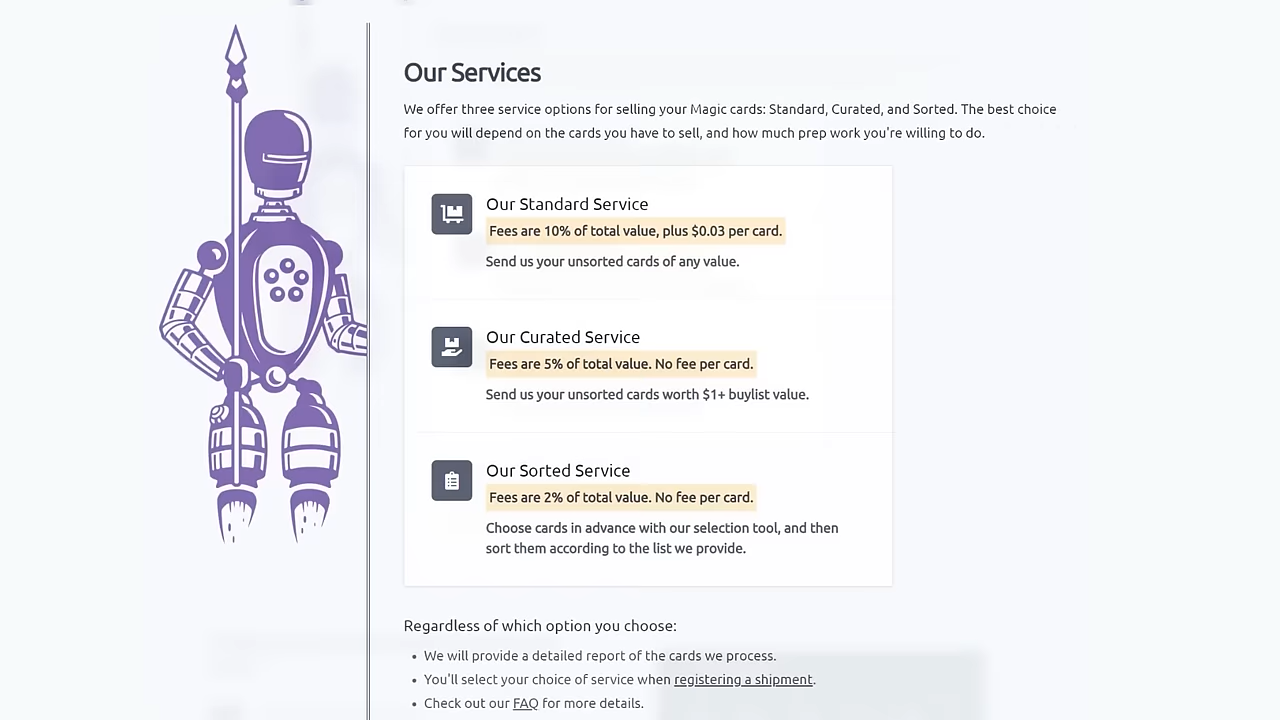 Our Services
We offer three service options for selling your Magic cards: Standard, Curated, and Sorted. The best choice
for you will depend on the cards you have to sell, and how much prep work you're willing to do.
Our Standard Service
Fees are 10% of total value, plus $0.03 per card.
Send us your unsorted cards of any value.
Our Curated Service
Fees are 5% of total value. No fee per card.
Send us your unsorted cards worth $1+ buylist value.
Our Sorted Service
Fees are 2% of total value. No fee per card.
Choose cards in advance with our selection tool, and then
sort them according to the list we provide.
Regardless of which option you choose:
• We will provide a detailed report of the cards we process.
• You'll select your choice of service when registering a shipment.
• Check out our FAQ for more details.